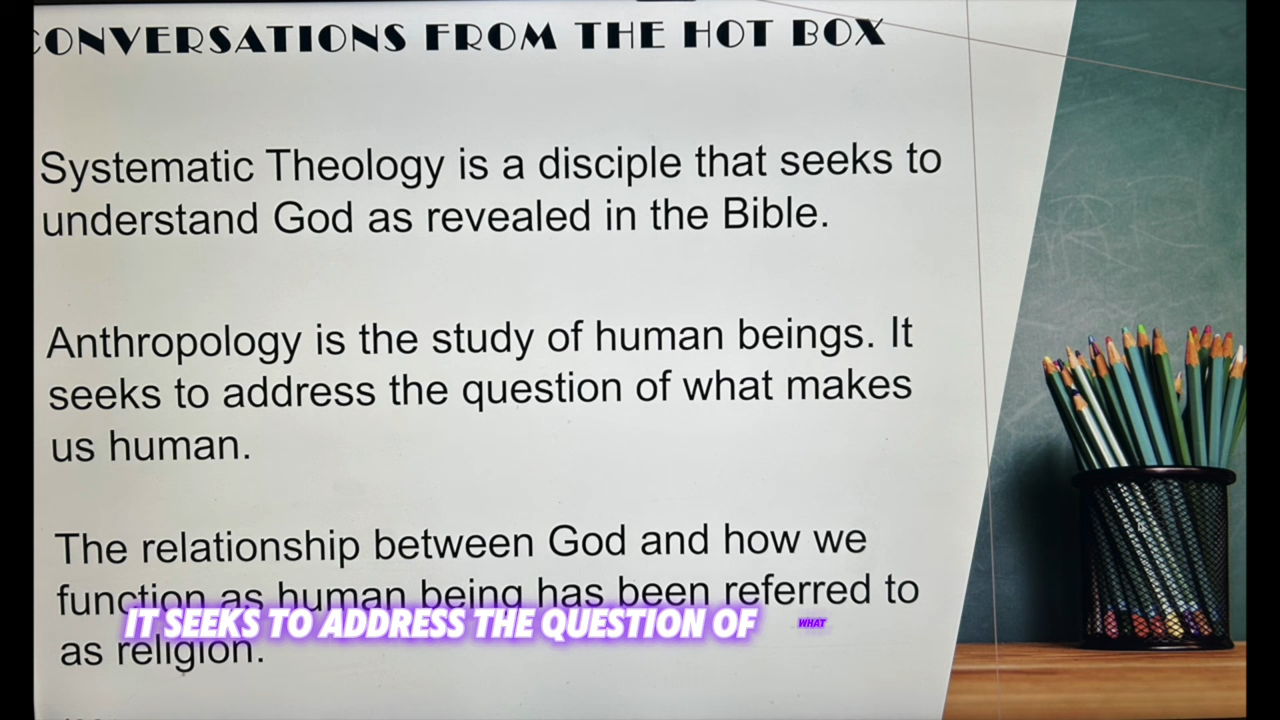 CONVERSATIONS FROM THE HOT BOX
Systematic Theology is a disciple that seeks to
understand God as revealed in the Bible.
Anthropology is the study of human beings. It
seeks to address the question of what makes
us human.
The relationship between God and how we
function as human being has been referred to
IT SEEKS TO ADDRESS THE QUESTION OF WHAT
as religion.